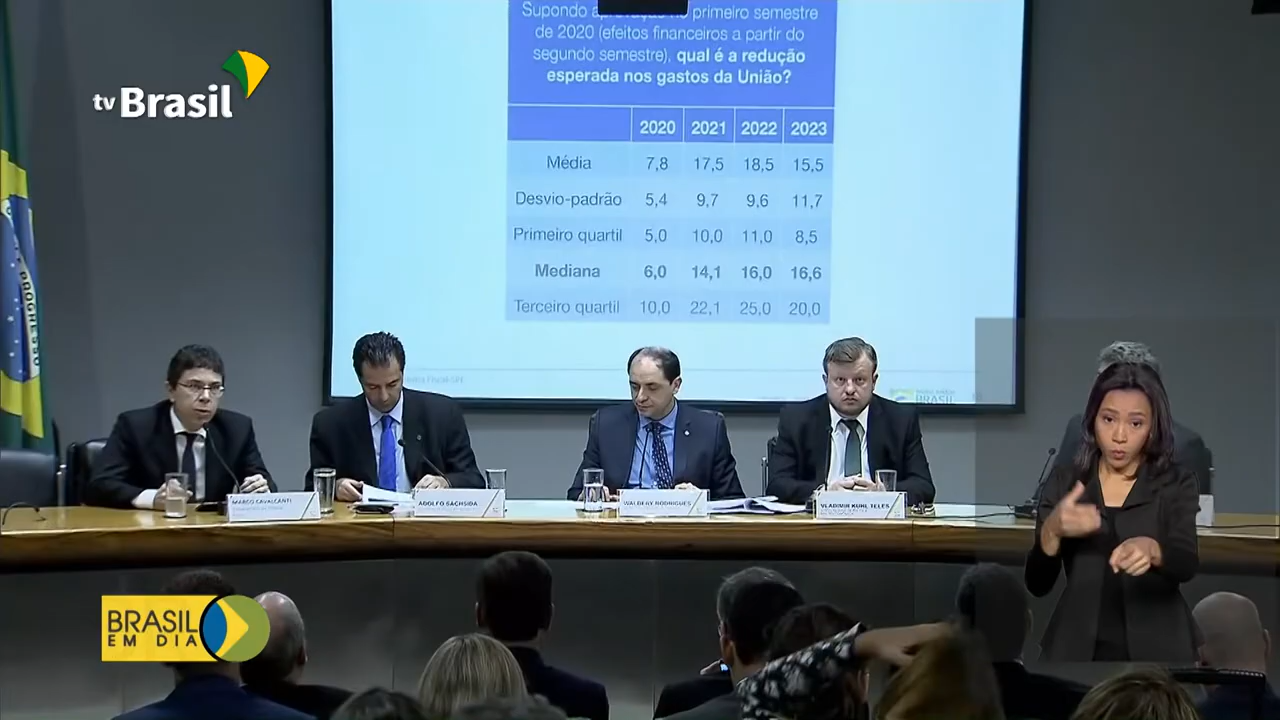 Supondo aprovação no primeiro semestre
de 2020 (efeitos financeiros a partir do
segundo semestre), qual é a redução
esperada nos gastos da União?
2020 2021 2022 2023
Média 7,8 17,5 18,5 15,5
Desvio-padrão 5,4 9,7 9,6 11,7
Primeiro quartil 5,0 10,0 11,0 8,5
Mediana 6,0 14,1 16,0 16,6
Terceiro quartil 10,0 22,1 25,0 20,0
tv Brasil
PROGRESSO
Fiscal-SPE
BRASIL
MARCO CAVALCANTI
ADOLFO SACHSIDA
WALDERY RODRIGUES
VLADIMIR KUHL TELES
BRASIL
EM DIA